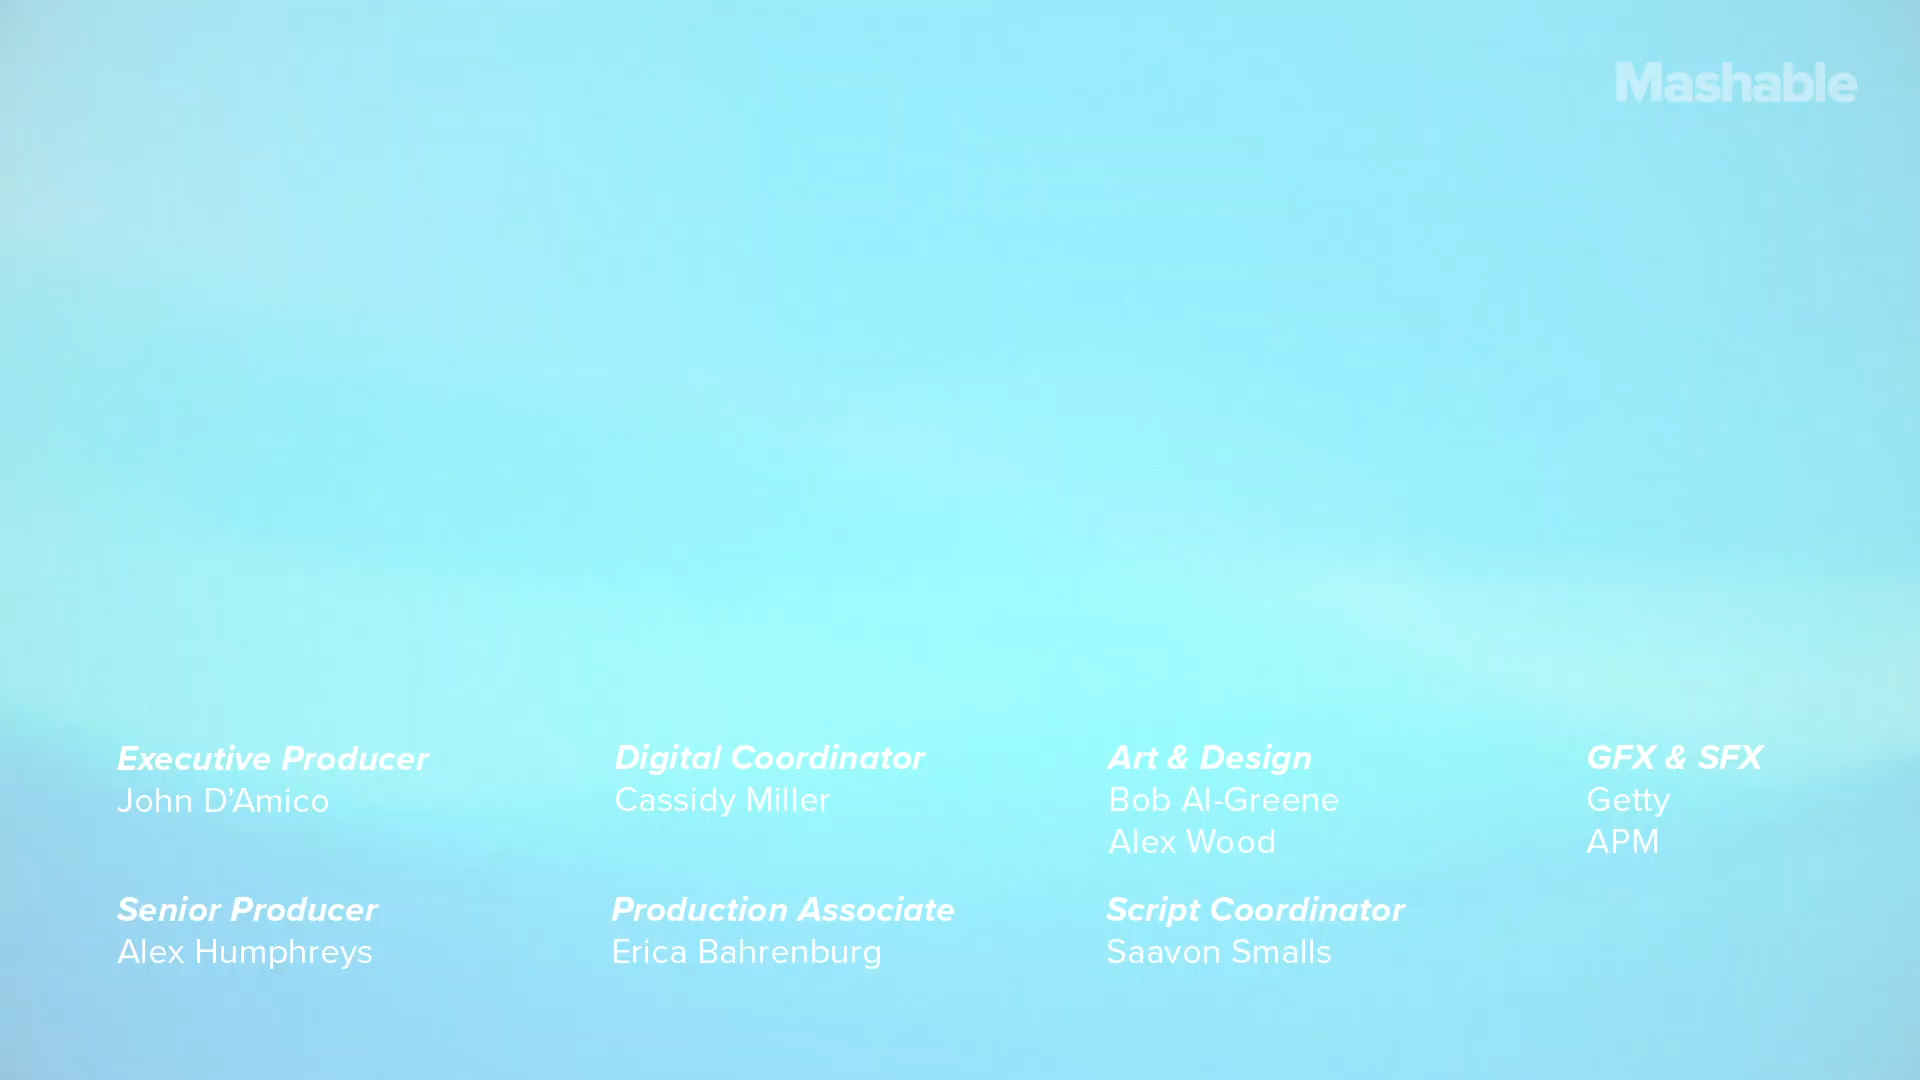 Mashable
Executive Producer
John D’Amico
Digital Coordinator
Cassidy Miller
Art & Design
Bob Al-Greene
Alex Wood
GFX & SFX
Getty
APM
Senior Producer
Alex Humphreys
Production Associate
Erica Bahrenburg
Script Coordinator
Saavon Smalls